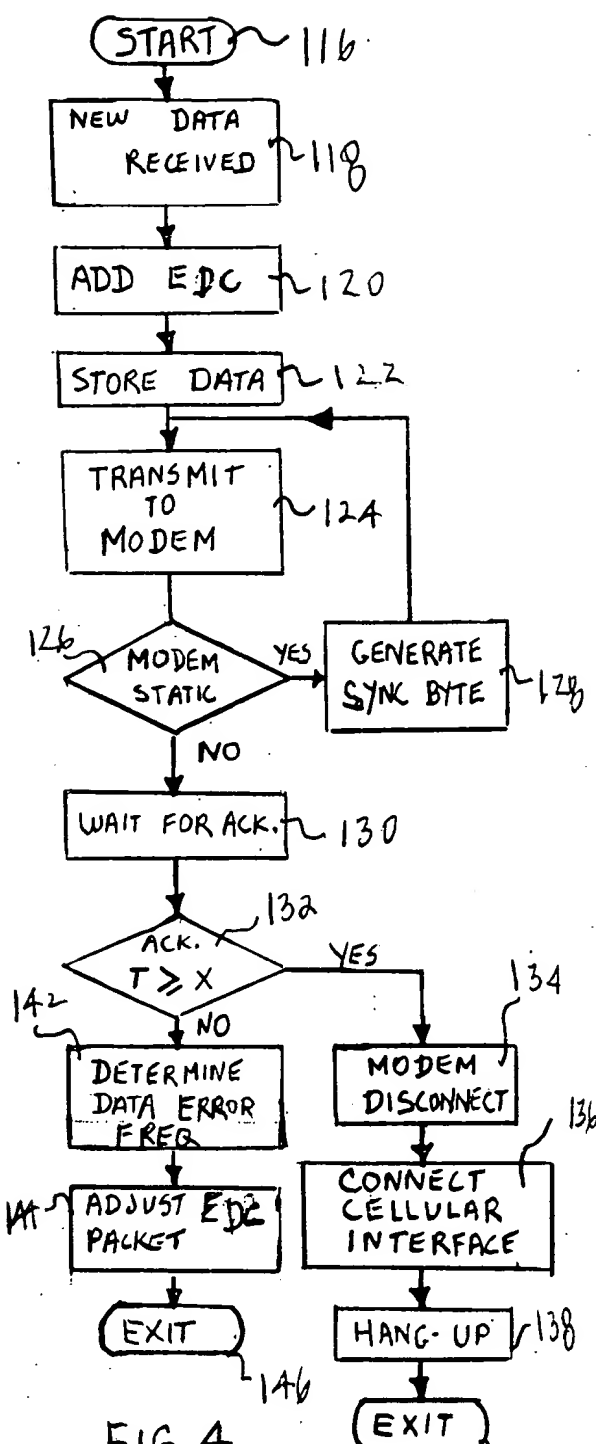 START
116
NEW DATA
RECEIVED
118
ADD EDC
120
STORE DATA
122
TRANSMIT
TO
MODEM
124
126
MODEM
STATIC
YES
GENERATE
SYNC BYTE
128
NO
WAIT FOR ACK.
130
132
ACK.
T ≥ X
YES
134
142
NO
DETERMINE
DATA ERROR
FREQ
MODEM
DISCONNECT
136
144
ADJUST EDC
PACKET
CONNECT
CELLULAR
INTERFACE
EXIT
146
HANG-UP
138
EXIT
FIG 4